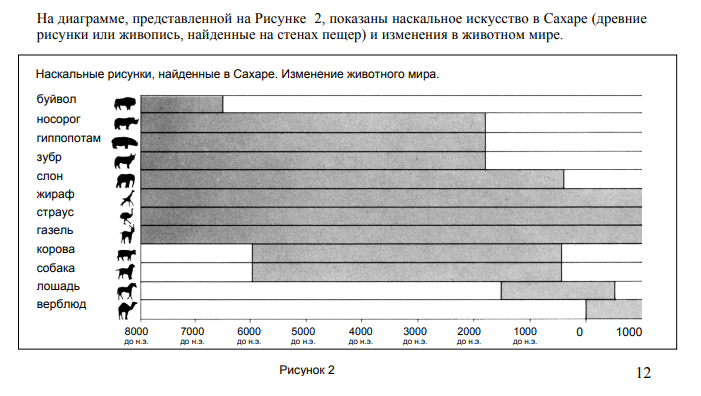 На диаграмме, представленной на Рисунке 2, показаны наскальное искусство в Сахаре (древние
рисунки или живопись, найденные на стенах пещер) и изменения в животном мире.
Наскальные рисунки, найденные в Сахаре. Изменение животного мира.
буйвол
носорог
гиппопотам
зубр
слон
жираф
страус
газель
корова
собака
лошадь
верблюд
8000 7000 6000 5000 4000 3000 2000 1000 0 1000
до н.э. до н.э. до н.э. до н.э. до н.э. до н.э. до н.э. до н.э.
Рисунок 2
12